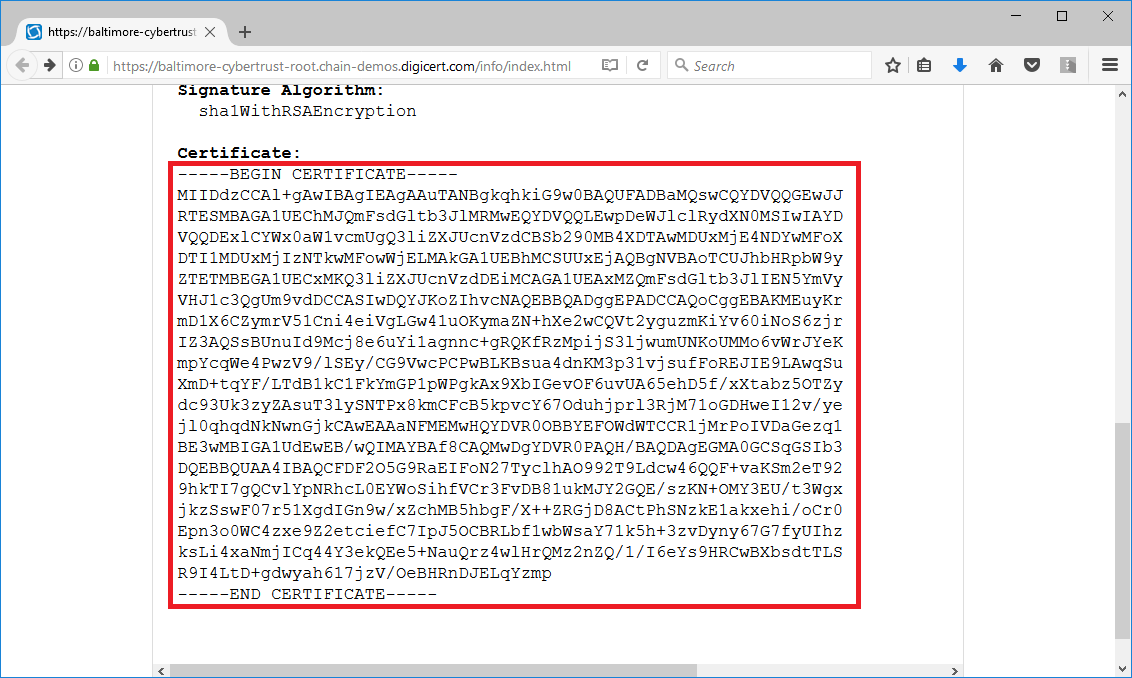 https://baltimore-cybertrust
https://baltimore-cybertrust-root.chain-demos.digicert.com/info/index.html
Search
Signature Algorithm:
sha1WithRSAEncryption
Certificate:
-----BEGIN CERTIFICATE-----
MIIDdzCCAl+gAwIBAgIEAgAAuTANBgkqhkiG9w0BAQUFADBaMQswCQYDVQQGEwJJ
RTESMBAGA1UEChMJQmFsdGltb3JlMRMwEQYDVQQLEwpDeWJlclRydXN0MSIwIAYD
VQQDExlCYWx0aW1vcmUgQ3liZXJUcnVzdCBSb290MB4XDTAwMDUxMjE4NDYwMFoX
DTI1MDUxMjIzNTkwMFowWjELMAkGA1UEBhMCSUUxEjAQBgNVBAoTCUJhbHRpbW9y
ZTETMBEGA1UECxMKQ3liZXJUcnVzdDEiMCAGA1UEAxMZQmFsdGltb3JlIEN5YmVy
VHJ1c3QgUm9vdDCCASIwDQYJKoZIhvcNAQEBBQADggEPADCCAQoCggEBAKMEuyKr
mD1X6CZymrV51Cni4eiVgLGw41uOKymaZN+hXe2wCQVt2yguzmKiYv60iNoS6zjr
IZ3AQSsBUnuId9Mcj8e6uYi1agnnc+gRQKfRzMpijS3ljwumUNKoUMMo6vWrJYeK
mpYcqWe4PwzV9/lSEy/CG9VwcPCPwBLKBsua4dnKM3p31vjsufFoREJIE9LAwqSu
XmD+tqYF/LTdB1kC1FkYmGP1pWPgkAx9XbIGevOF6uvUA65ehD5f/xXtabz5OTZy
dc93Uk3zyZAsuT3lySNTPx8kmCFcB5kpvcY67Oduhjprl3RjM71oGDHweI12v/ye
jl0qhqdNkNwnGjkCAwEAAaNFMEMwHQYDVR0OBBYEFOWdWTCCR1jMrPoIVDaGezq1
BE3wMBIGA1UdEwEB/wQIMAYBAf8CAQMwDgYDVR0PAQH/BAQDAgEGMA0GCSqGSIb3
DQEBBQUAA4IBAQCFDF2O5G9RaEIFoN27TyclhAO992T9Ldcw46QQF+vaKSm2eT92
9hkTI7gQCvlYpNRhcL0EYWoSihfVCr3FvDB81ukMJY2GQE/szKN+OMY3EU/t3Wgx
jkzSswF07r51XgdIGn9w/xZchMB5hbgF/X++ZRGjD8ACtPhSNzkE1akxehi/oCr0
Epn3o0WC4zxe9Z2etciefC7IpJ5OCBRLbf1wbWsaY71k5h+3zvDyny67G7fyUIhz
ksLi4xaNmjICq44Y3ekQEe5+NauQrz4wlHrQMz2nZQ/1/I6eYs9HRCwBXbsdtTLS
R9I4LtD+gdwyah617jzV/OeBHRnDJELqYzmp
-----END CERTIFICATE-----